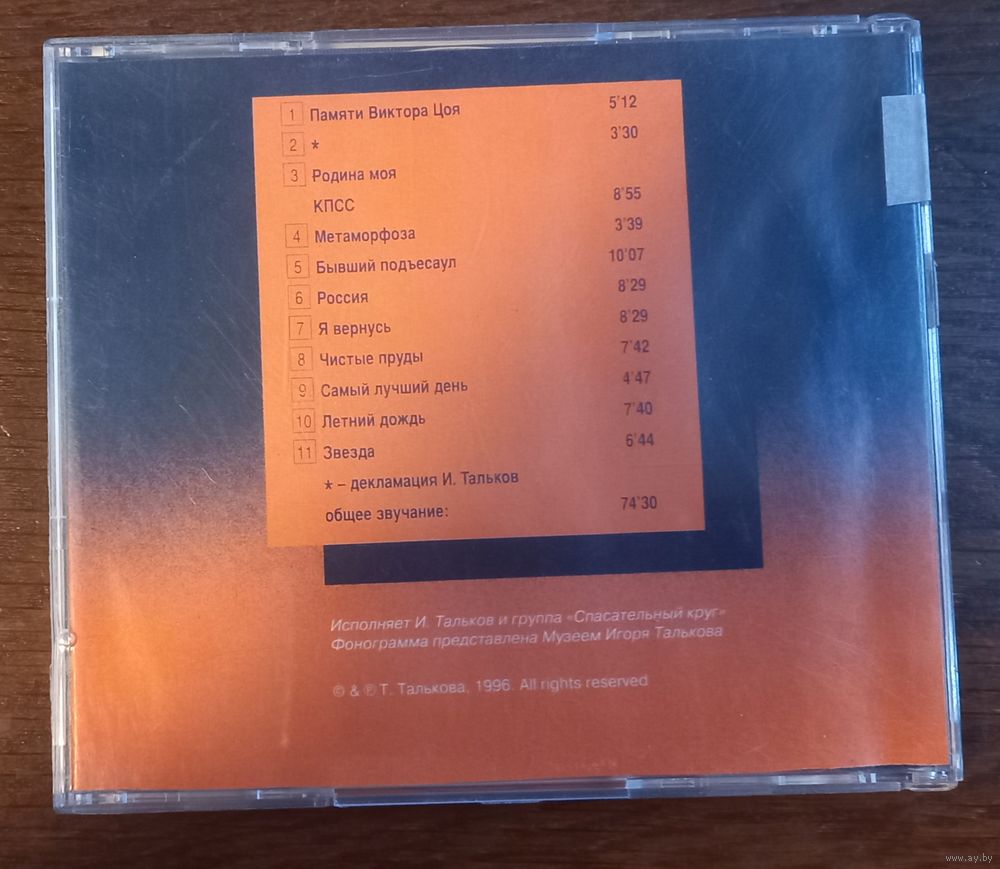 1 Памяти Виктора Цоя 5'12
2 * 3'30
3 Родина моя
КПСС 8'55
4 Метаморфоза 3'39
5 Бывший подъесаул 10'07
6 Россия 8'29
7 Я вернусь 8'29
8 Чистые пруды 7'42
9 Самый лучший день 4'47
10 Летний дождь 7'40
11 Звезда 6'44
* – декламация И. Тальков
общее звучание: 74'30
Исполняет И. Тальков и группа «Спасательный круг»
Фонограмма представлена Музеем Игоря Талькова
© & ℗ Т. Талькова, 1996. All rights reserved
www.ay.by